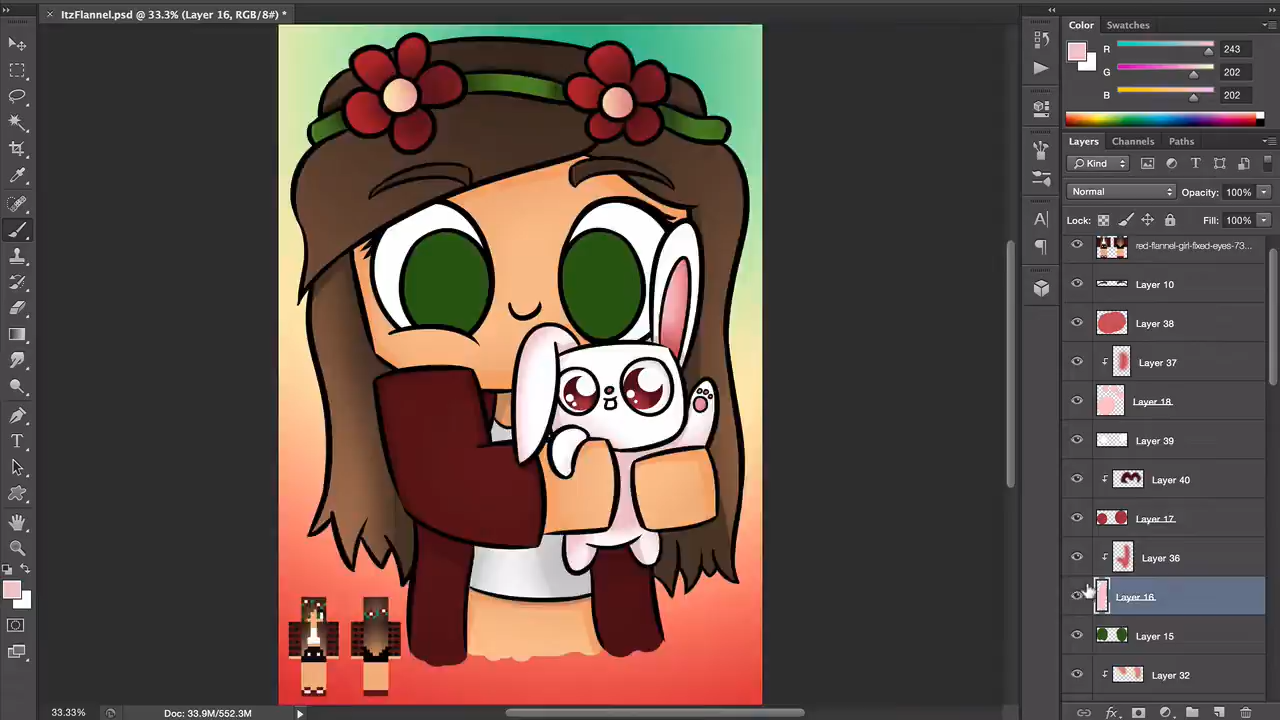 ItzFlannel.psd @ 33.3% (Layer 16, RGB/8#) *
Color
Swatches
R
243
G
202
B
202
Layers
Channels
Paths
Kind
T
Normal
Opacity: 100%
Lock:
Fill: 100%
red-flannel-girl-fixed-eyes-73...
Layer 10
Layer 38
Layer 37
Layer 18
Layer 39
Layer 40
Layer 17
Layer 36
Layer 16
Layer 15
Layer 32
T
A
fx
33.33%
Doc: 33.9M/552.3M